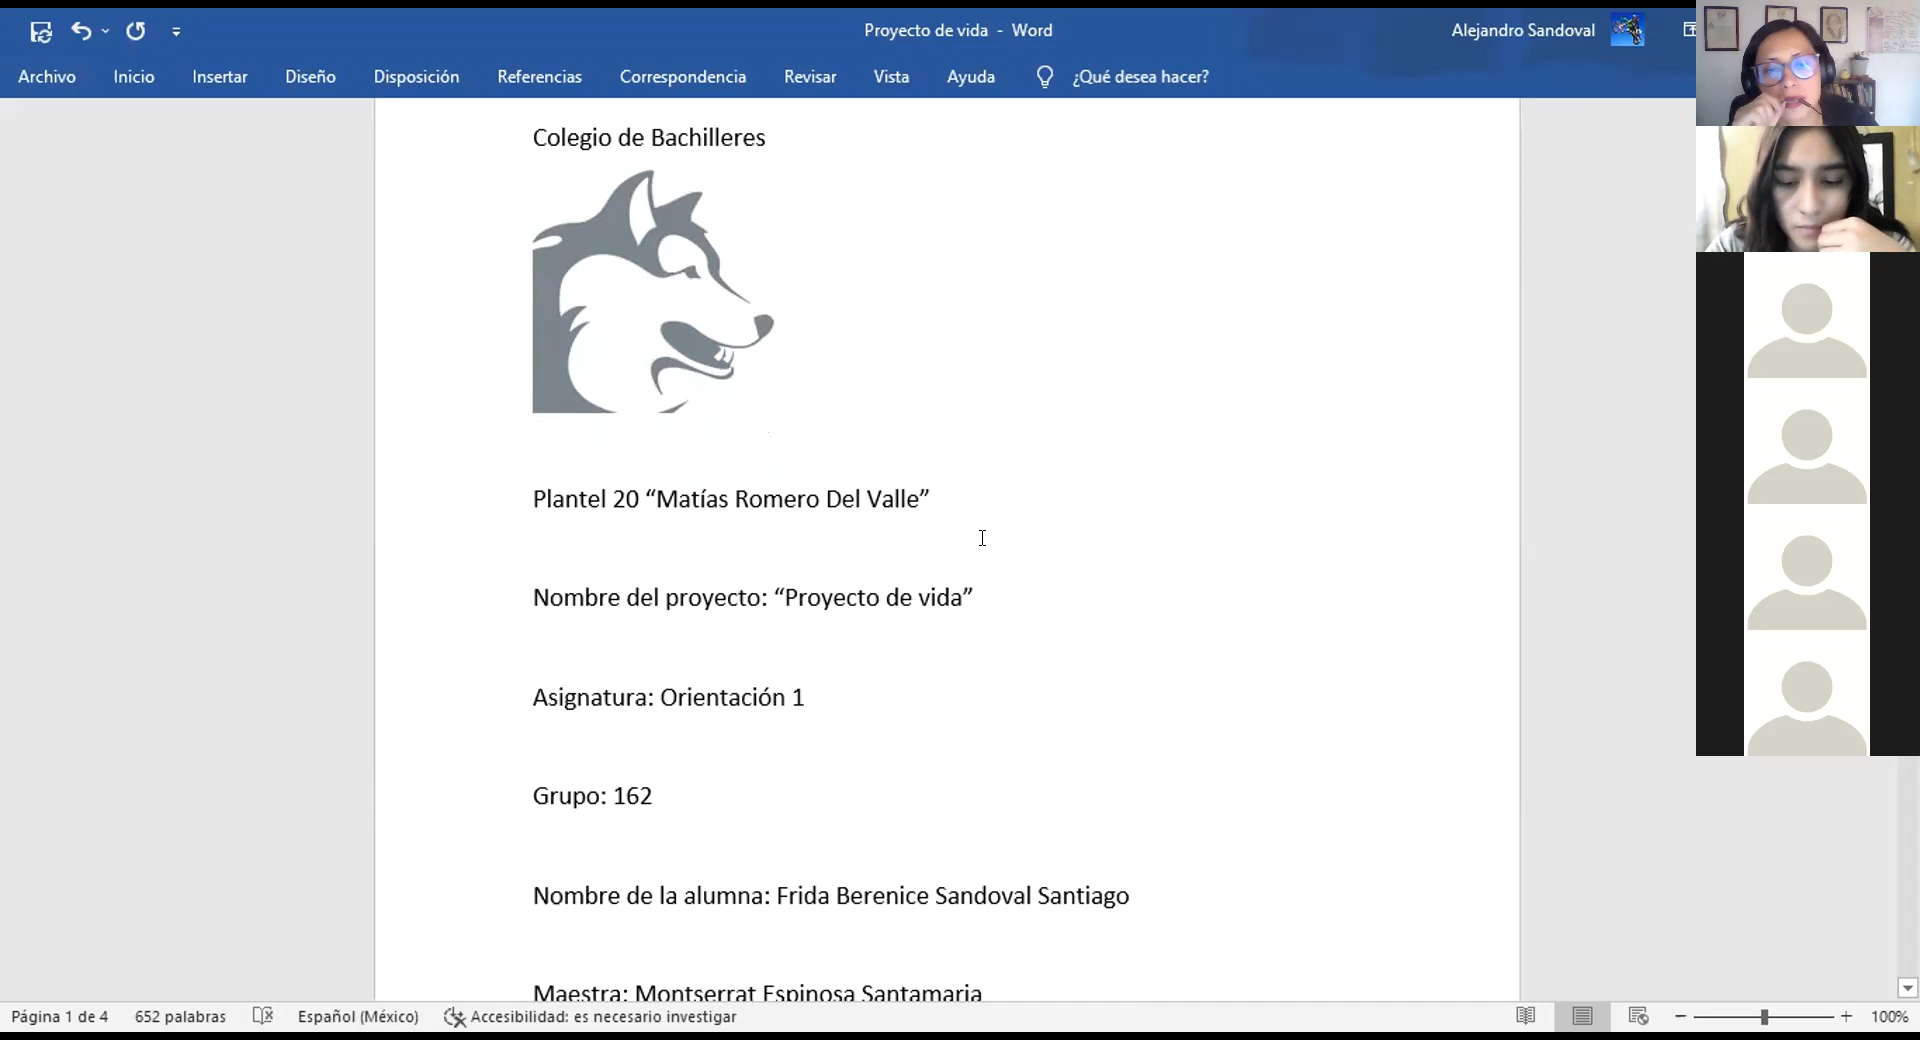 Proyecto de vida - Word
Alejandro Sandoval
Archivo Inicio Insertar Diseño Disposición Referencias Correspondencia Revisar Vista Ayuda ¿Qué desea hacer?
Colegio de Bachilleres
Plantel 20 “Matías Romero Del Valle”
Nombre del proyecto: “Proyecto de vida”
Asignatura: Orientación 1
Grupo: 162
Nombre de la alumna: Frida Berenice Sandoval Santiago
Maestra: Montserrat Espinosa Santamaria
Página 1 de 4 652 palabras Español (México) Accesibilidad: es necesario investigar 100%